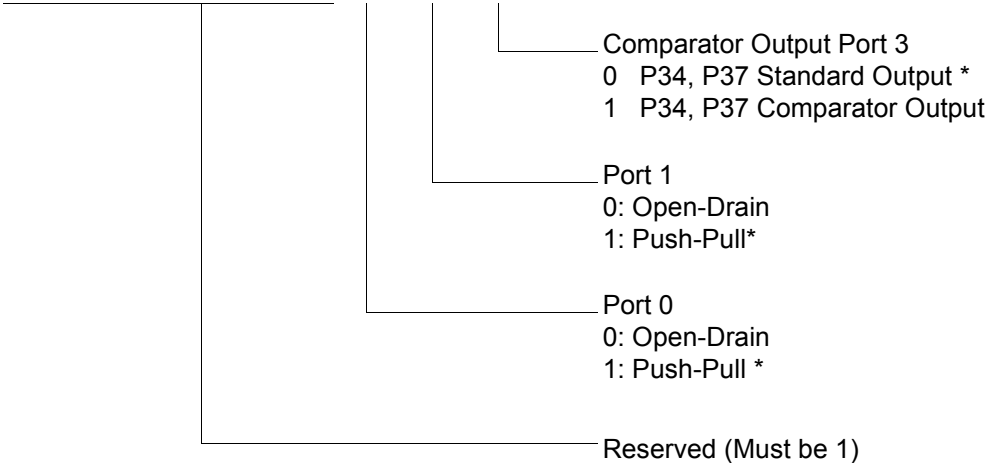 Comparator Output Port 3
0 P34, P37 Standard Output *
1 P34, P37 Comparator Output
Port 1
0: Open-Drain
1: Push-Pull*
Port 0
0: Open-Drain
1: Push-Pull *
Reserved (Must be 1)